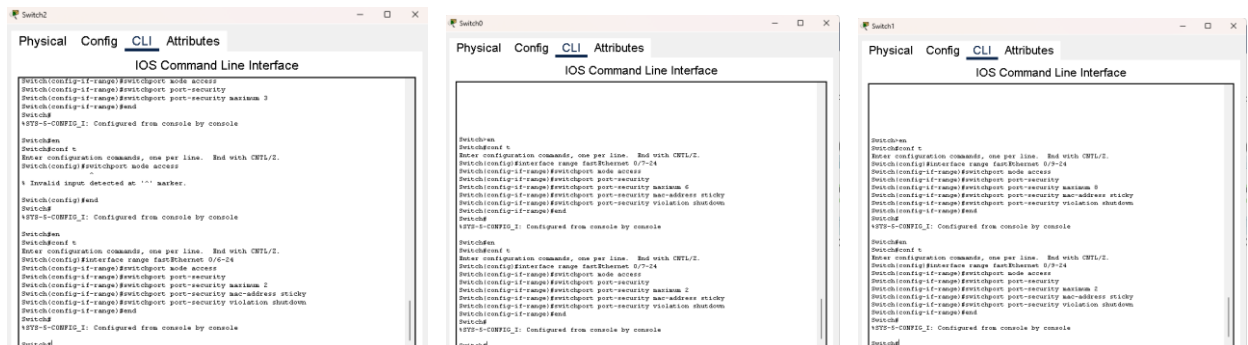 Switch2
Physical Config CLI Attributes
IOS Command Line Interface
Switch(config-if-range)#switchport mode access
Switch(config-if-range)#switchport port-security
Switch(config-if-range)#switchport port-security maximum 3
Switch(config-if-range)#end
Switch#
%SYS-5-CONFIG_I: Configured from console by console
Switch#en
Switch#conf t
Enter configuration commands, one per line. End with CNTL/Z.
Switch(config)#switchport mode access
^
% Invalid input detected at '^' marker.
Switch(config)#end
Switch#
%SYS-5-CONFIG_I: Configured from console by console
Switch#en
Switch#conf t
Enter configuration commands, one per line. End with CNTL/Z.
Switch(config)#interface range fastEthernet 0/6-24
Switch(config-if-range)#switchport mode access
Switch(config-if-range)#switchport port-security
Switch(config-if-range)#switchport port-security maximum 2
Switch(config-if-range)#switchport port-security mac-address sticky
Switch(config-if-range)#switchport port-security violation shutdown
Switch(config-if-range)#end
Switch#
%SYS-5-CONFIG_I: Configured from console by console
Switch#
Switch0
Physical Config CLI Attributes
IOS Command Line Interface
Switch>en
Switch#conf t
Enter configuration commands, one per line. End with CNTL/Z.
Switch(config)#interface range fastEthernet 0/7-24
Switch(config-if-range)#switchport mode access
Switch(config-if-range)#switchport port-security
Switch(config-if-range)#switchport port-security maximum 6
Switch(config-if-range)#switchport port-security mac-address sticky
Switch(config-if-range)#switchport port-security violation shutdown
Switch(config-if-range)#end
Switch#
%SYS-5-CONFIG_I: Configured from console by console
Switch#en
Switch#conf t
Enter configuration commands, one per line. End with CNTL/Z.
Switch(config)#interface range fastEthernet 0/7-24
Switch(config-if-range)#switchport mode access
Switch(config-if-range)#switchport port-security
Switch(config-if-range)#switchport port-security maximum 2
Switch(config-if-range)#switchport port-security mac-address sticky
Switch(config-if-range)#switchport port-security violation shutdown
Switch(config-if-range)#end
Switch#
%SYS-5-CONFIG_I: Configured from console by console
Switch#
Switch1
Physical Config CLI Attributes
IOS Command Line Interface
Switch>en
Switch#conf t
Enter configuration commands, one per line. End with CNTL/Z.
Switch(config)#interface range fastEthernet 0/9-24
Switch(config-if-range)#switchport mode access
Switch(config-if-range)#switchport port-security
Switch(config-if-range)#switchport port-security maximum 8
Switch(config-if-range)#switchport port-security mac-address sticky
Switch(config-if-range)#switchport port-security violation shutdown
Switch(config-if-range)#end
Switch#
%SYS-5-CONFIG_I: Configured from console by console
Switch#en
Switch#conf t
Enter configuration commands, one per line. End with CNTL/Z.
Switch(config)#interface range fastEthernet 0/9-24
Switch(config-if-range)#switchport mode access
Switch(config-if-range)#switchport port-security
Switch(config-if-range)#switchport port-security maximum 2
Switch(config-if-range)#switchport port-security mac-address sticky
Switch(config-if-range)#switchport port-security violation shutdown
Switch(config-if-range)#end
Switch#
%SYS-5-CONFIG_I: Configured from console by console
Switch#